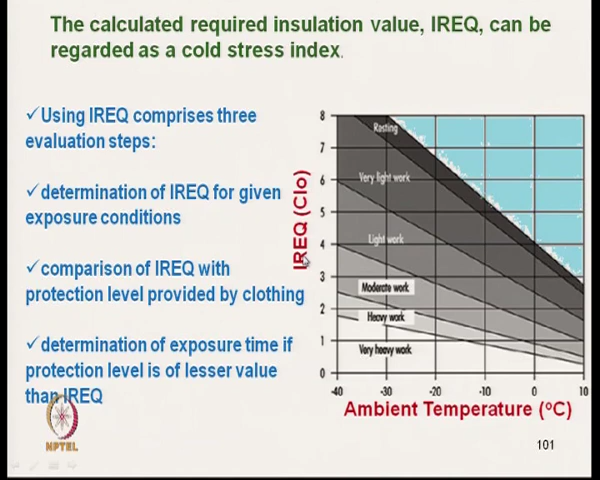 The calculated required insulation value, IREQ, can be
regarded as a cold stress index.
✓Using IREQ comprises three
evaluation steps:
✓determination of IREQ for given
exposure conditions
✓comparison of IREQ with
protection level provided by clothing
✓determination of exposure time if
protection level is of lesser value
than IREQ
NPTEL
IREQ (Clo)
8
7
6
5
4
3
2
1
0
Resting
Very light work
Light work
Moderate work
Heavy work
Very heavy work
-40 -30 -20 -10 0 10
Ambient Temperature (°C)
101